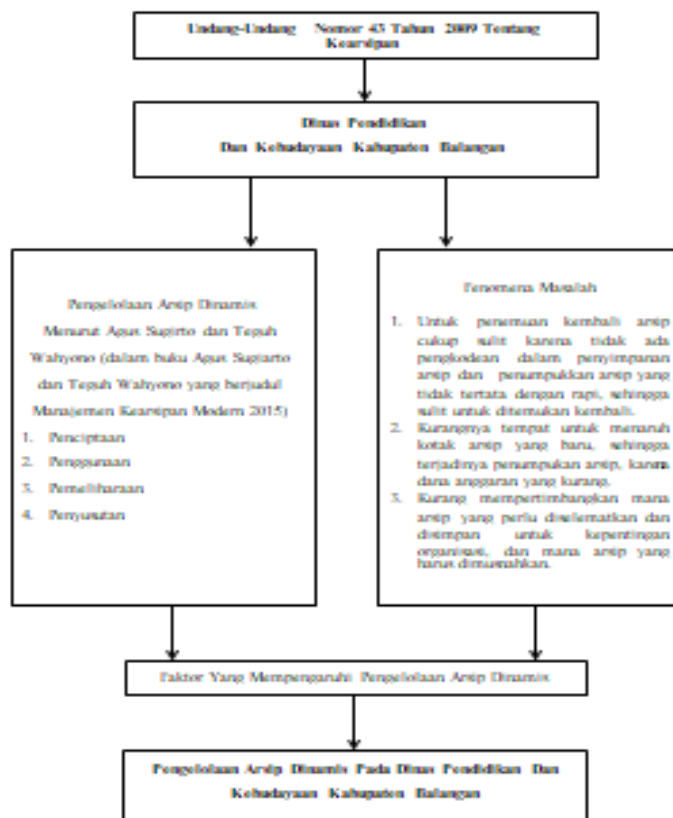 Undang-Undang Nomor 43 Tahun 2009 Tentang
Kearsipan
Dinas Pendidikan
Dan Kebudayaan Kabupaten Balangan
Pengelolaan Arsip Dinamis
Menurut Agus Sugirto dan Teguh
Wahyono (dalam buku Agus Sugiarto
dan Teguh Wahyono yang berjudul
Manajemen Kearsipan Modern 2015)
1. Penciptaan
2. Penggunaan
3. Pemeliharaan
4. Penyusutan
Fenomena Masalah
1. Untuk penemuan kembali arsip
cukup sulit karena tidak ada
pengkodean dalam penyimpanan
arsip dan penumpukkan arsip yang
tidak tertata dengan rapi, sehingga
sulit untuk ditemukan kembali.
2. Kurangnya tempat untuk menaruh
kotak arsip yang baru, sehingga
terjadinya penumpukan arsip, karena
dana anggaran yang kurang.
3. Kurang mempertimbangkan mana
arsip yang perlu diselematkan dan
disimpan untuk kepentingan
organisasi, dan mana arsip yang
harus dimusnahkan.
Faktor Yang Mempengaruhi Pengelolaan Arsip Dinamis
Pengelolaan Arsip Dinamis Pada Dinas Pendidikan Dan
Kebudayaan Kabupaten Balangan